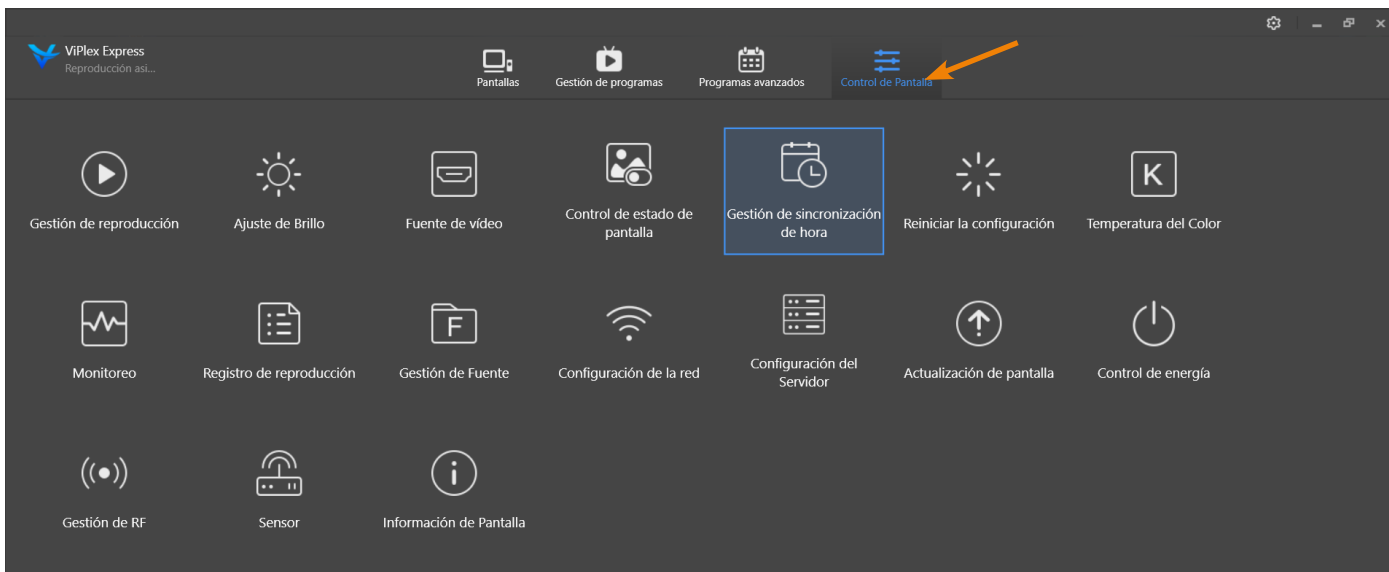 ViPlex Express
Reproducción asi...
Pantallas
Gestión de programas
Programas avanzados
Control de Pantalla
Gestión de reproducción
Ajuste de Brillo
Fuente de vídeo
Control de estado de
pantalla
Gestión de sincronización
de hora
Reiniciar la configuración
K
Temperatura del Color
Monitoreo
Registro de reproducción
F
Gestión de Fuente
Configuración de la red
Configuración del
Servidor
Actualización de pantalla
Control de energía
Gestión de RF
Sensor
i
Información de Pantalla